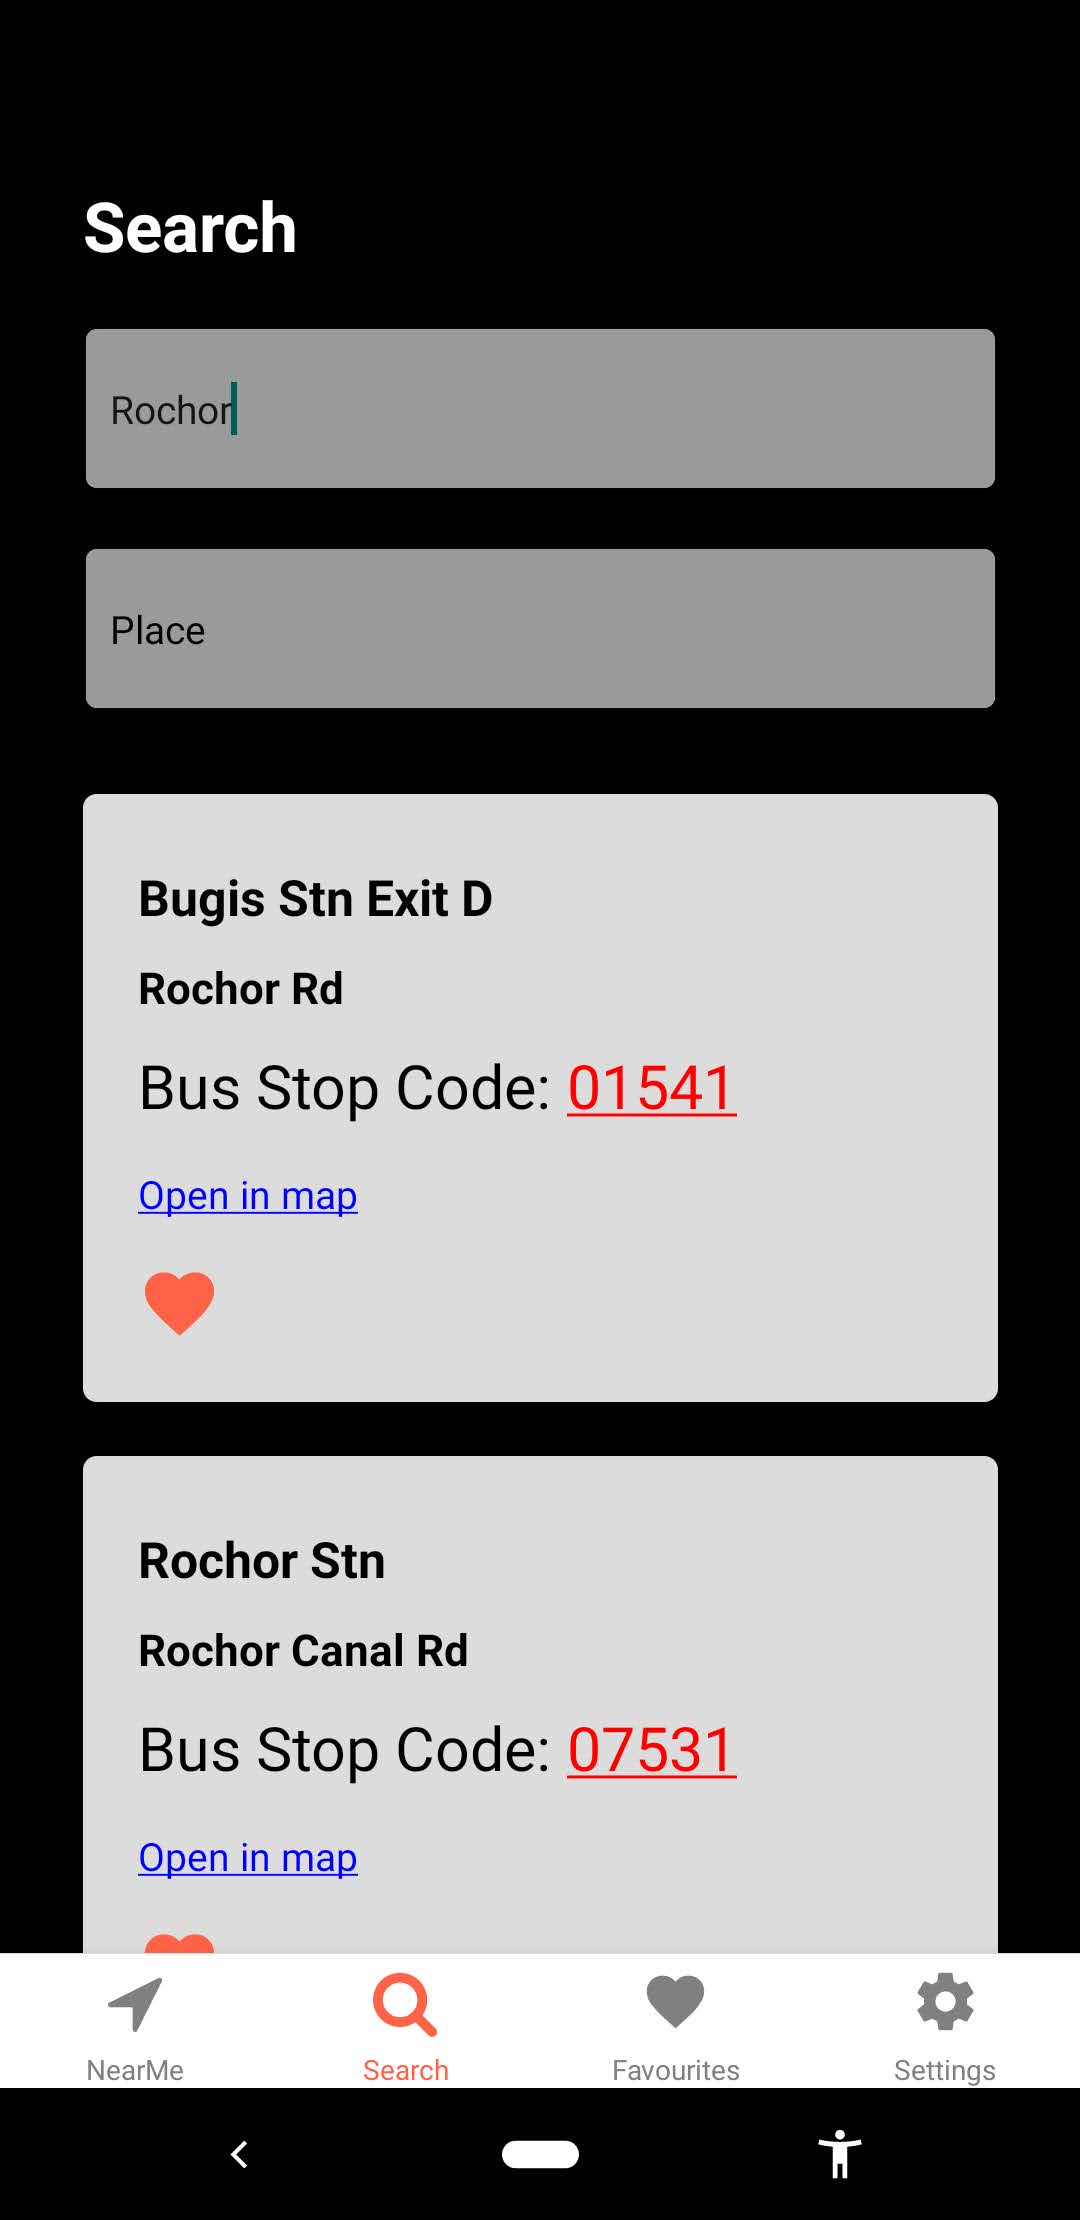 Search
Rochor
Place
Bugis Stn Exit D
Rochor Rd
Bus Stop Code: 01541
Open in map
Rochor Stn
Rochor Canal Rd
Bus Stop Code: 07531
Open in map
NearMe
Search
Favourites
Settings